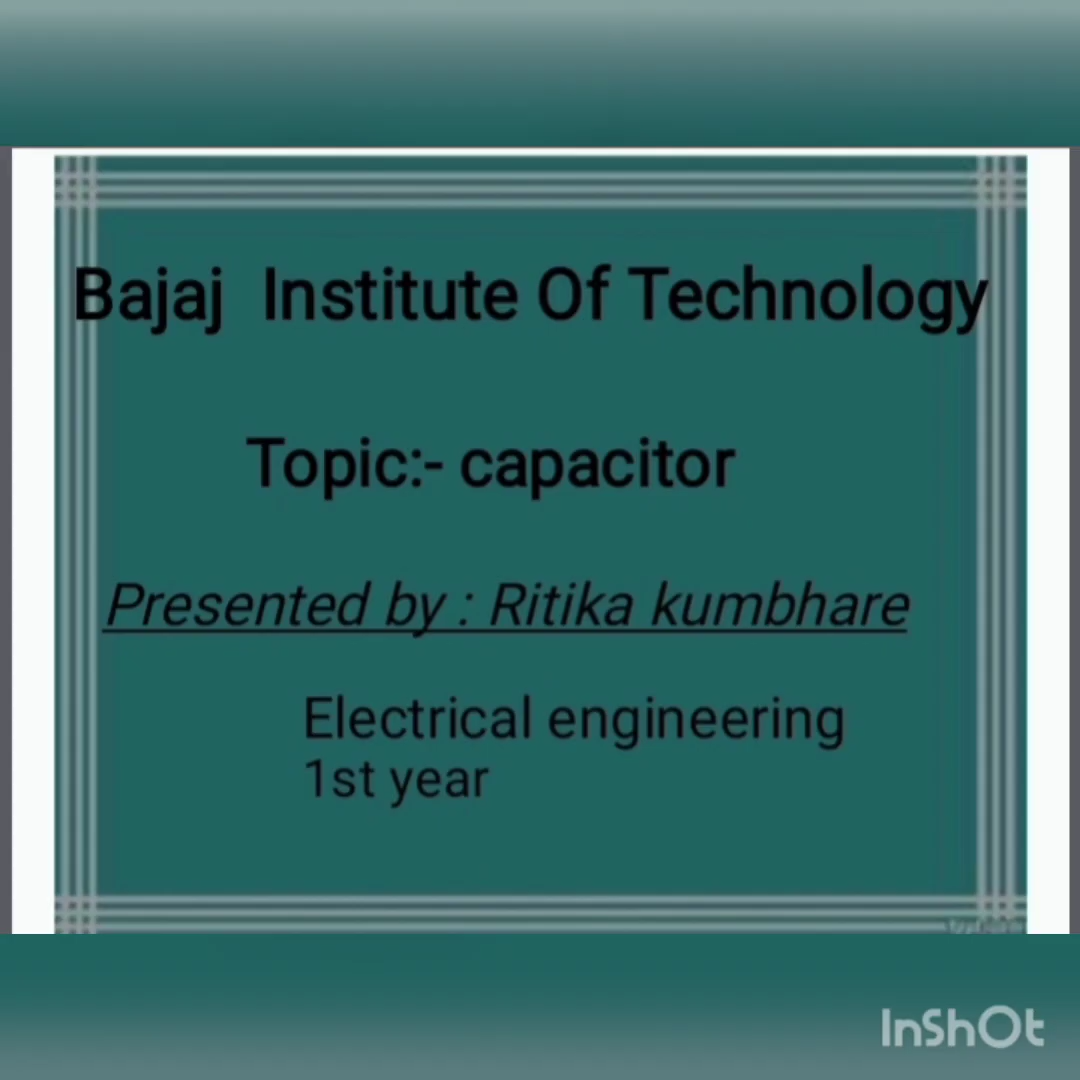 Bajaj Institute Of Technology
Topic:- capacitor
Presented by : Ritika kumbhare
Electrical engineering
1st year
InShOt